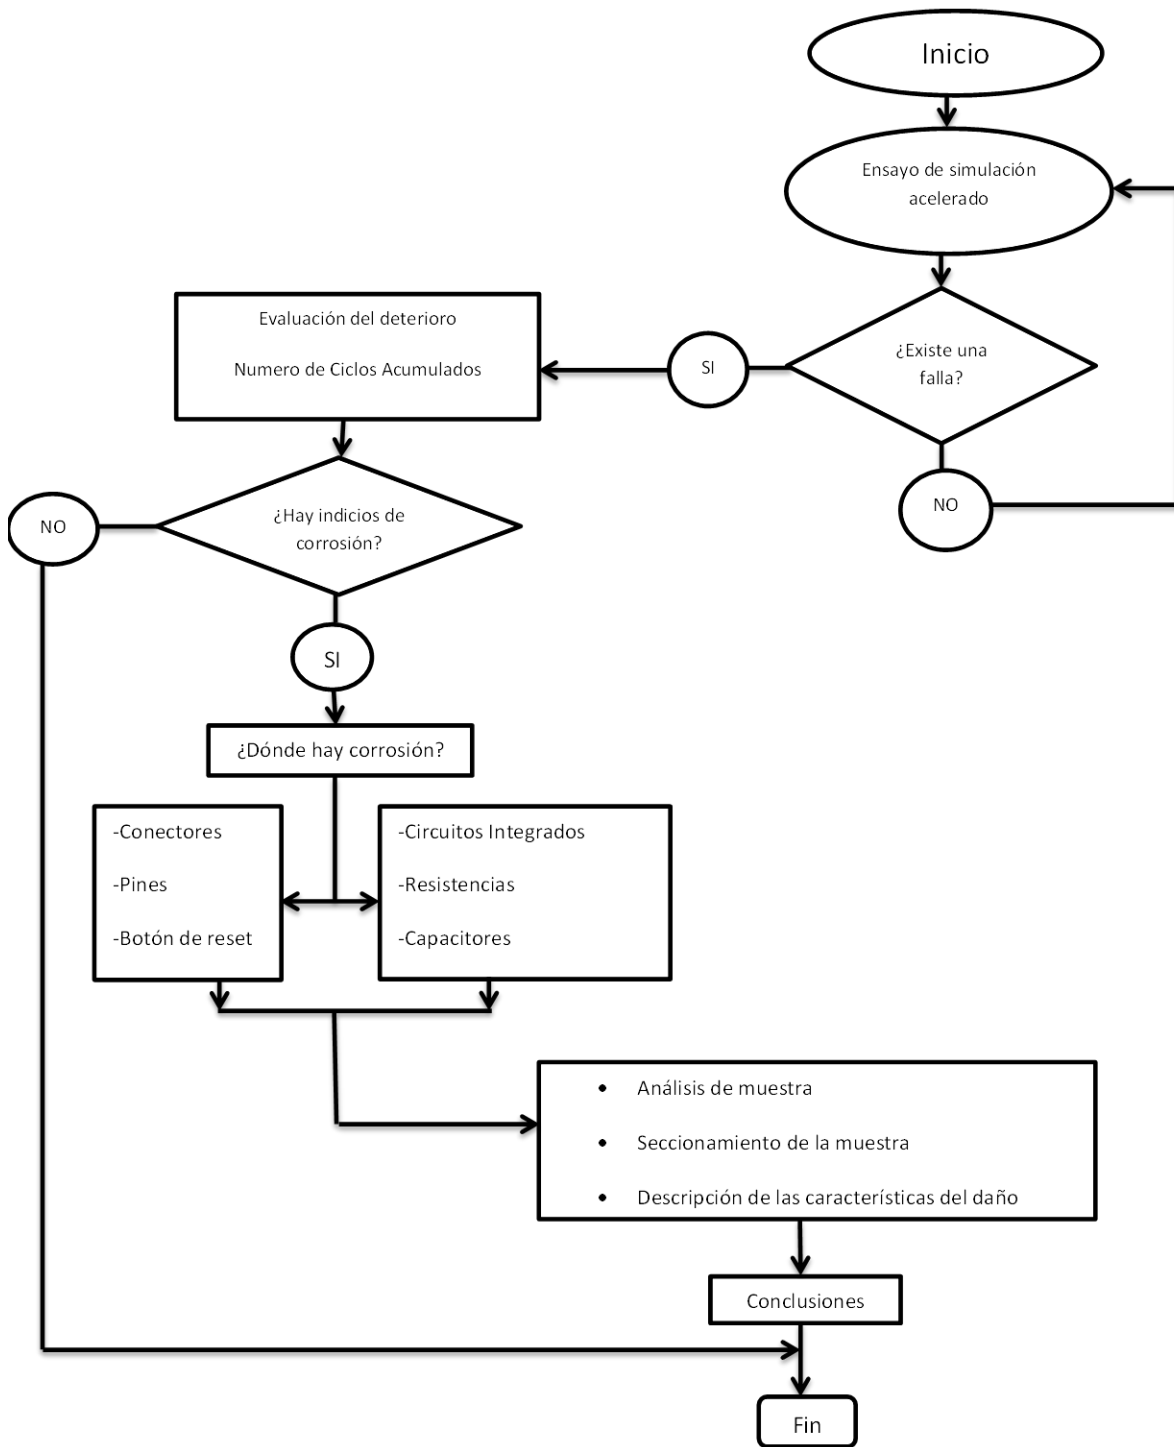 Inicio
Ensayo de simulación
acelerado
¿Existe una
falla?
SI
NO
Evaluación del deterioro
Numero de Ciclos Acumulados
¿Hay indicios de
corrosión?
NO
SI
¿Dónde hay corrosión?
-Conectores
-Pines
-Botón de reset
-Circuitos Integrados
-Resistencias
-Capacitores
• Análisis de muestra
• Seccionamiento de la muestra
• Descripción de las características del daño
Conclusiones
Fin